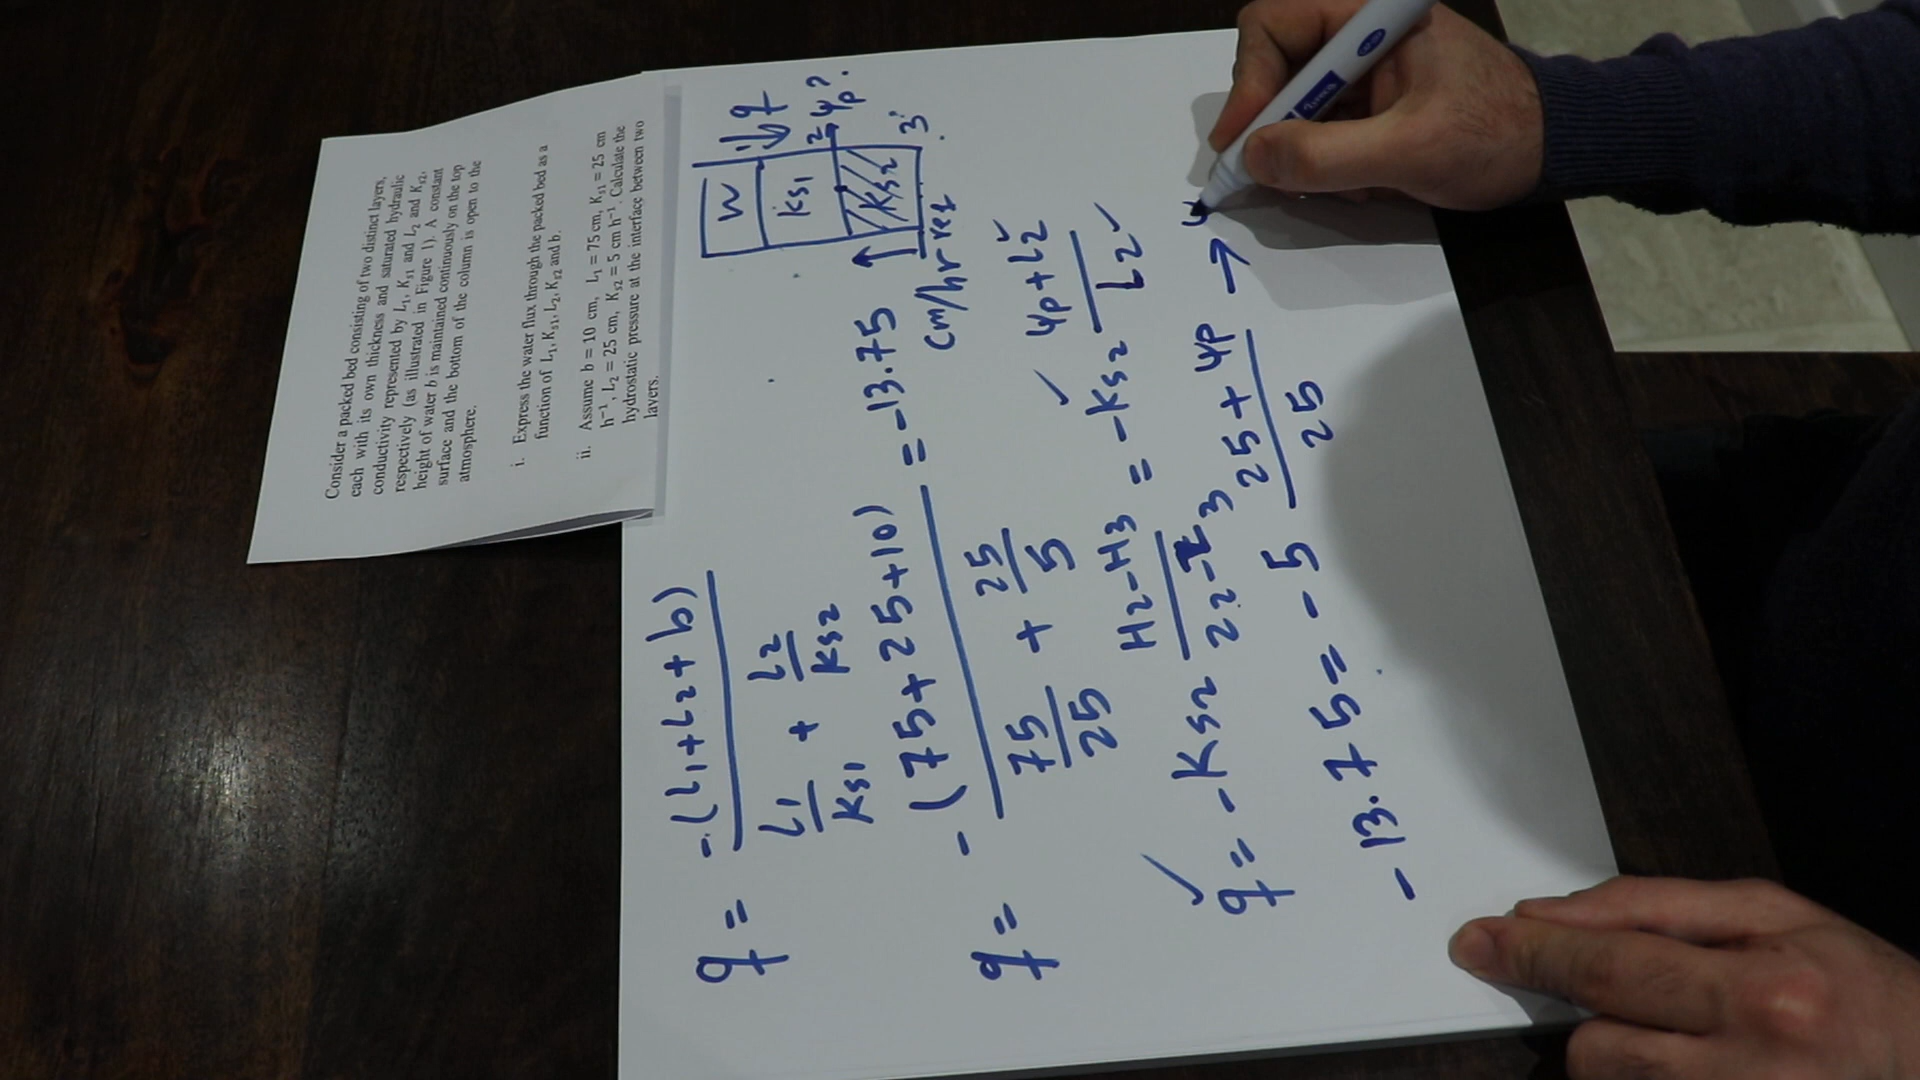 Consider a packed bed consisting of two distinct layers,
each with its own thickness and saturated hydraulic
conductivity represented by L₁, Kₛ₁ and L₂ and Kₛ₂,
respectively (as illustrated in Figure 1). A constant
height of water b is maintained continuously on the top
surface and the bottom of the column is open to the
atmosphere.
i. Express the water flux through the packed bed as a
function of L₁, Kₛ₁, L₂, Kₛ₂ and b.
ii. Assume b = 10 cm, L₁ = 75 cm, Kₛ₁ = 25 cm
h⁻¹, L₂ = 25 cm, Kₛ₂ = 5 cm h⁻¹. Calculate the
hydrostatic pressure at the interface between two
layers.
W
1
q
Ks1
2 → ψp?
Ks2
3
ref
q = -(L1+L2+b) / (L1/Ks1 + L2/Ks2)
q = -(75+25+10) / (75/25 + 25/5) = -13.75 cm/hr
✓ q = -Ks2 (H2-H3)/(z2-z3) = -Ks2 (ψp+L2)/L2
-13.75 = -5 (25+ψp)/25 →